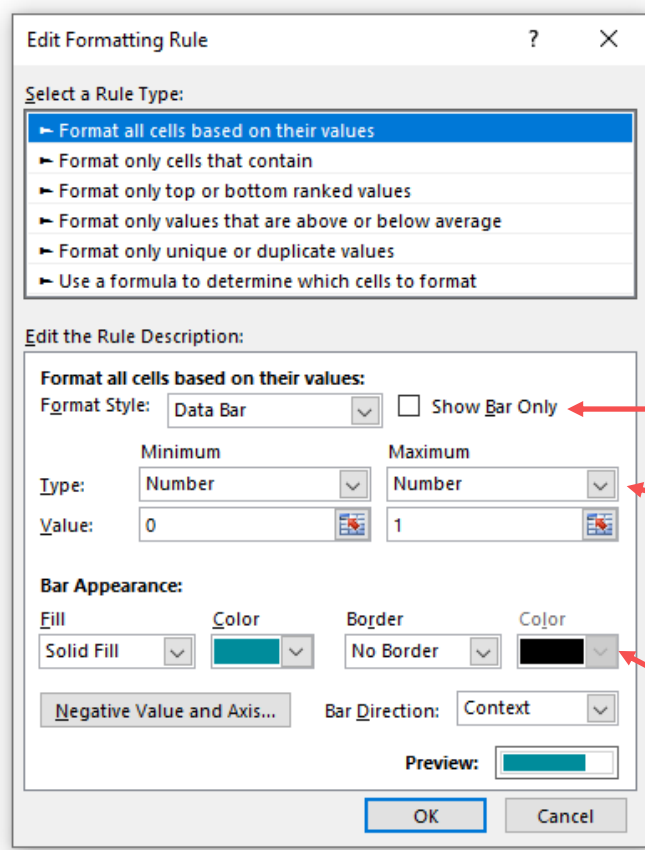 Edit Formatting Rule ?
Select a Rule Type:
► Format all cells based on their values
► Format only cells that contain
► Format only top or bottom ranked values
► Format only values that are above or below average
► Format only unique or duplicate values
► Use a formula to determine which cells to format
Edit the Rule Description:
Format all cells based on their values:
Format Style: Data Bar Show Bar Only
Minimum Maximum
Type: Number Number
Value: 0 1
Bar Appearance:
Fill Color Border Color
Solid Fill No Border
Negative Value and Axis... Bar Direction: Context
Preview:
OK Cancel